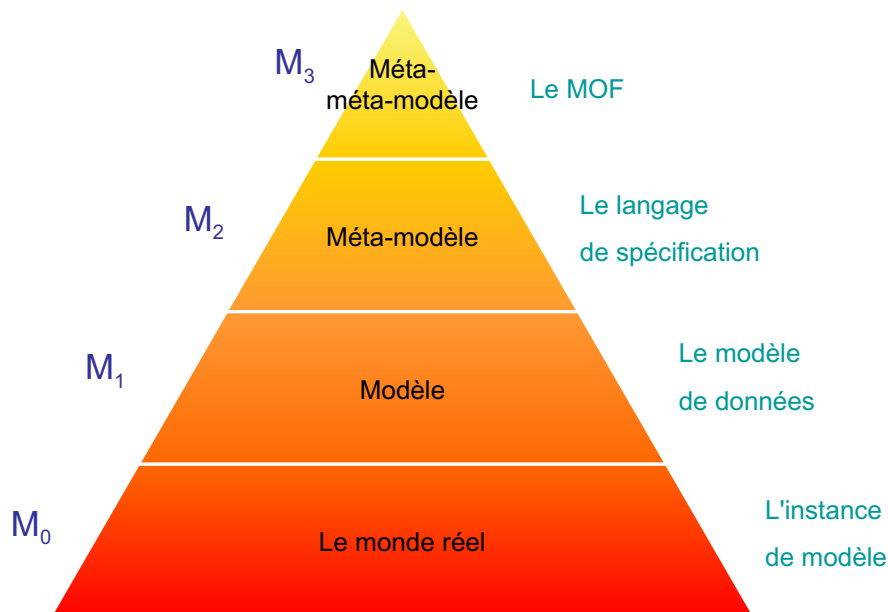 M3
Méta-
méta-modèle
Le MOF
M2
Méta-modèle
Le langage
de spécification
M1
Modèle
Le modèle
de données
M0
Le monde réel
L'instance
de modèle